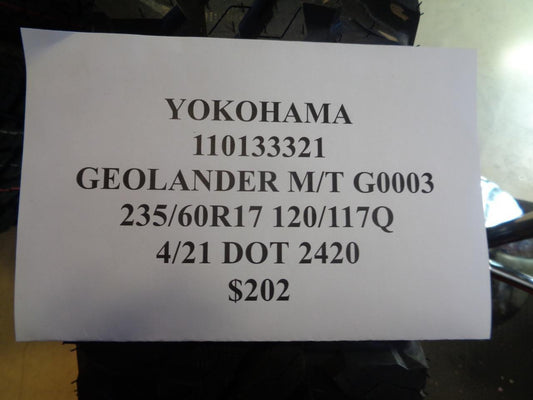 YOKOHAMA
110133321
GEOLANDER M/T G0003
235/60R17 120/117Q
4/21 DOT 2420
$202